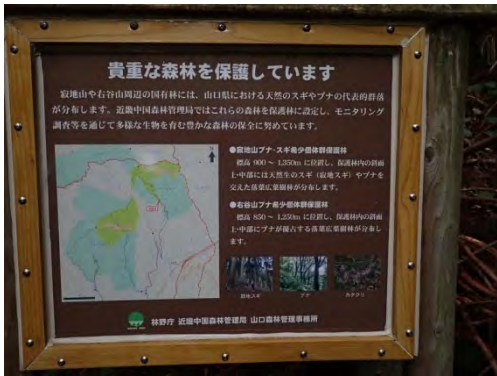 貴重な森林を保護しています
寂地山や右谷山周辺の国有林には、山口県における天然のスギやブナの代表的群落
が分布します。近畿中国森林管理局ではこれらの森林を保護林に設定し、モニタリング
調査等を通じて多様な生物を育む豊かな森林の保全に努めています。
●寂地山ブナ・スギ希少個体群保護林
標高 900 ～ 1,350m に位置し、保護林内の斜面
上・中部には天然生のスギ（寂地スギ）やブナを
交えた落葉広葉樹林が分布します。
●右谷山ブナ希少個体群保護林
標高 850 ～ 1,250m に位置し、保護林内の斜面
上・中部にブナが優占する落葉広葉樹林が分布し
ます。
寂地スギ
ブナ
カタクリ
林野庁 近畿中国森林管理局 山口森林管理事務所